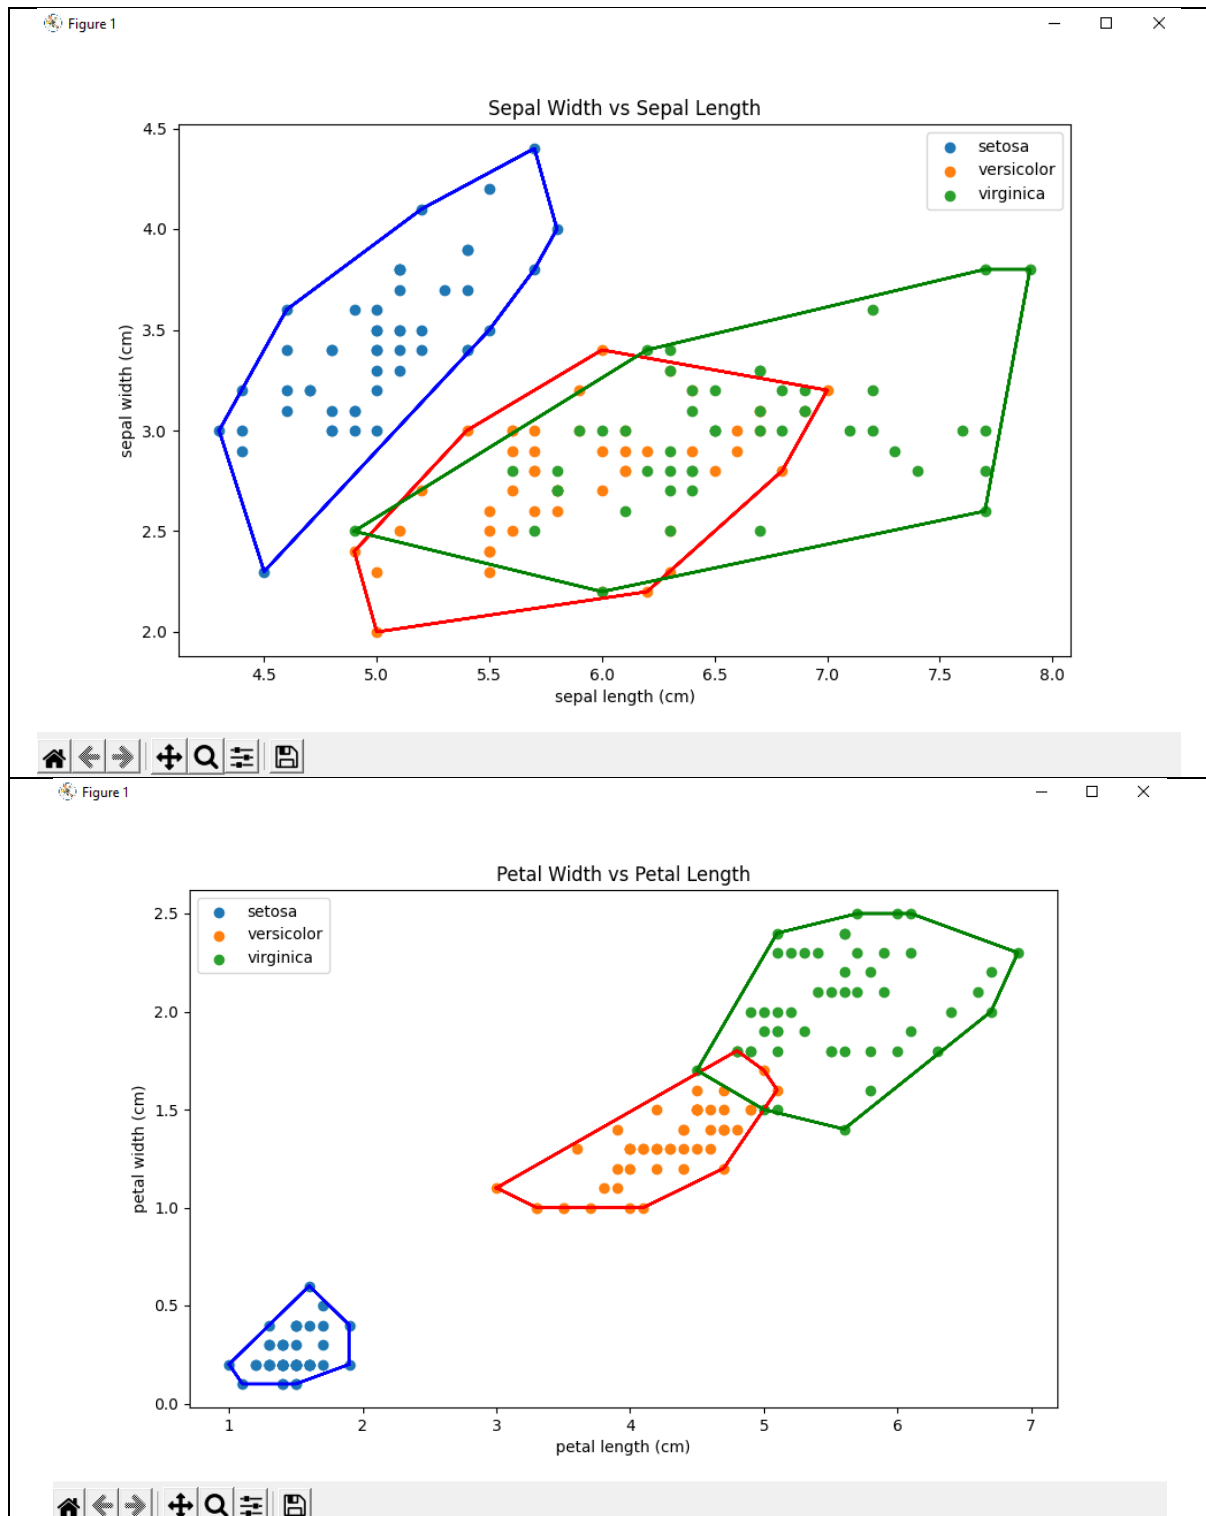 Figure 1
Sepal Width vs Sepal Length
setosa
versicolor
virginica
4.5
4.0
3.5
3.0
2.5
2.0
sepal width (cm)
4.5 5.0 5.5 6.0 6.5 7.0 7.5 8.0
sepal length (cm)
Figure 1
Petal Width vs Petal Length
setosa
versicolor
virginica
2.5
2.0
1.5
1.0
0.5
0.0
petal width (cm)
1 2 3 4 5 6 7
petal length (cm)